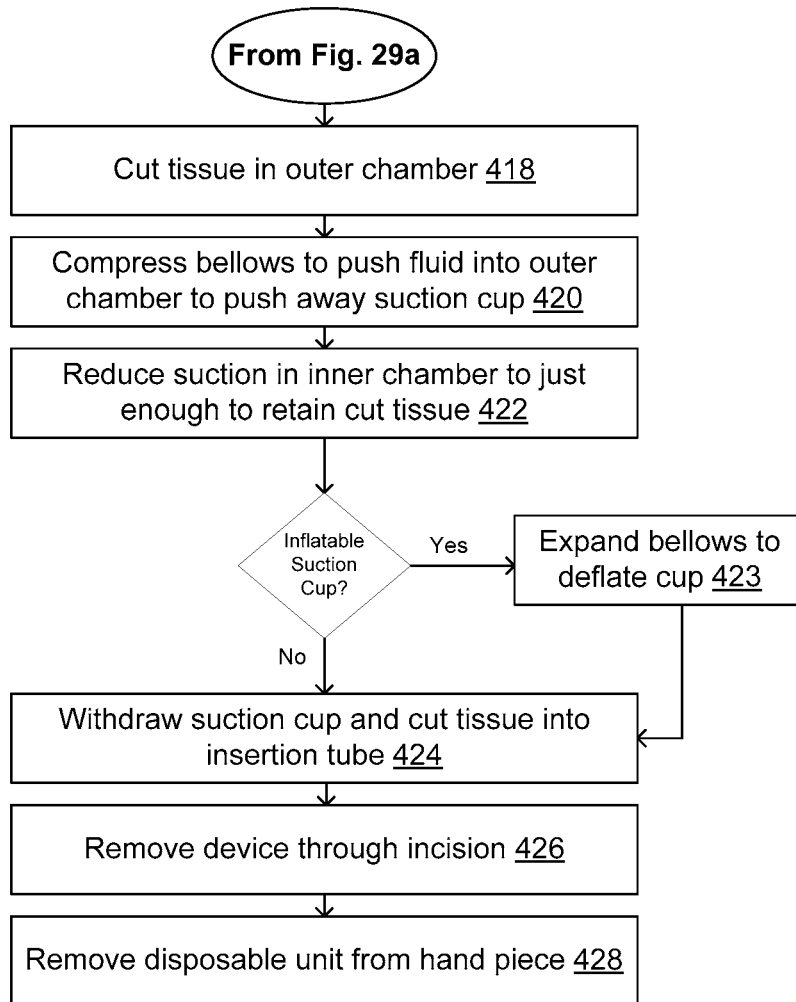 From Fig. 29a
Cut tissue in outer chamber 418
Compress bellows to push fluid into outer
chamber to push away suction cup 420
Reduce suction in inner chamber to just
enough to retain cut tissue 422
Inflatable
Suction
Cup?
Yes
Expand bellows to
deflate cup 423
No
Withdraw suction cup and cut tissue into
insertion tube 424
Remove device through incision 426
Remove disposable unit from hand piece 428